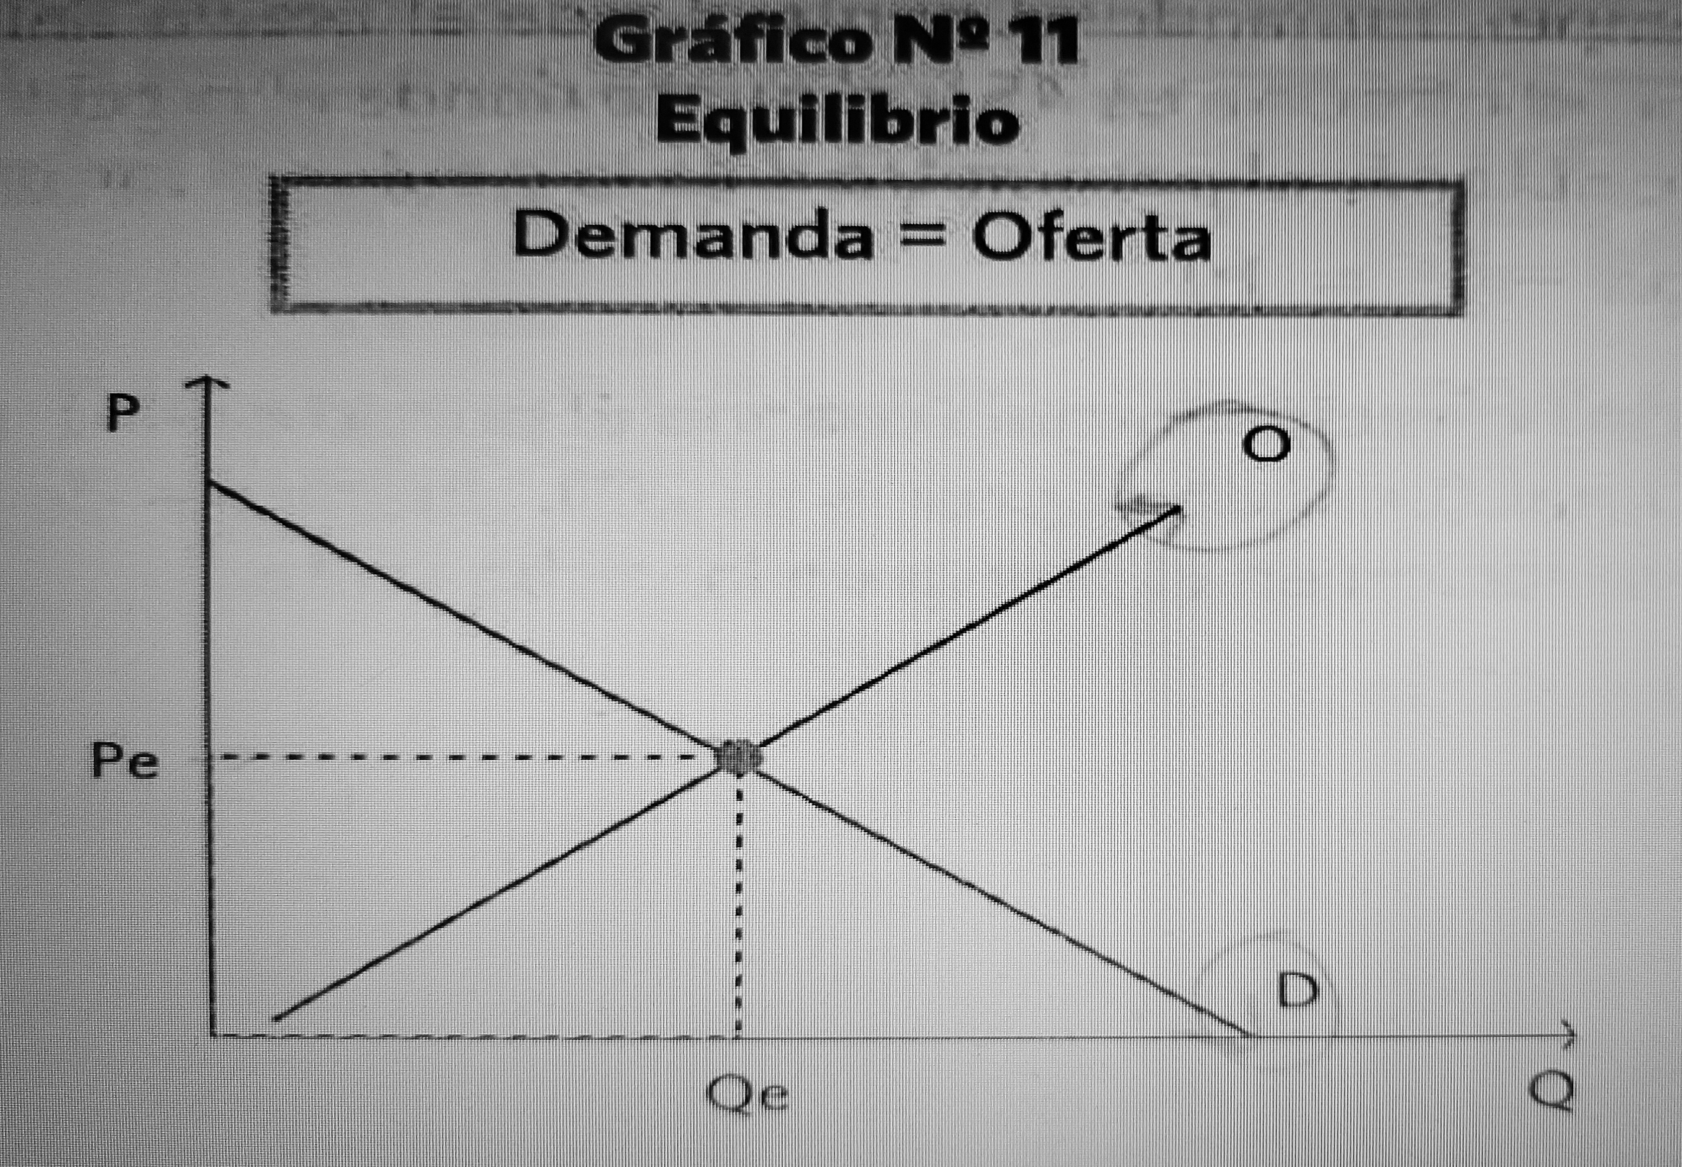 Gráfico Nº 11
Equilibrio
Demanda = Oferta
P
O
Pe
D
Qe
Q